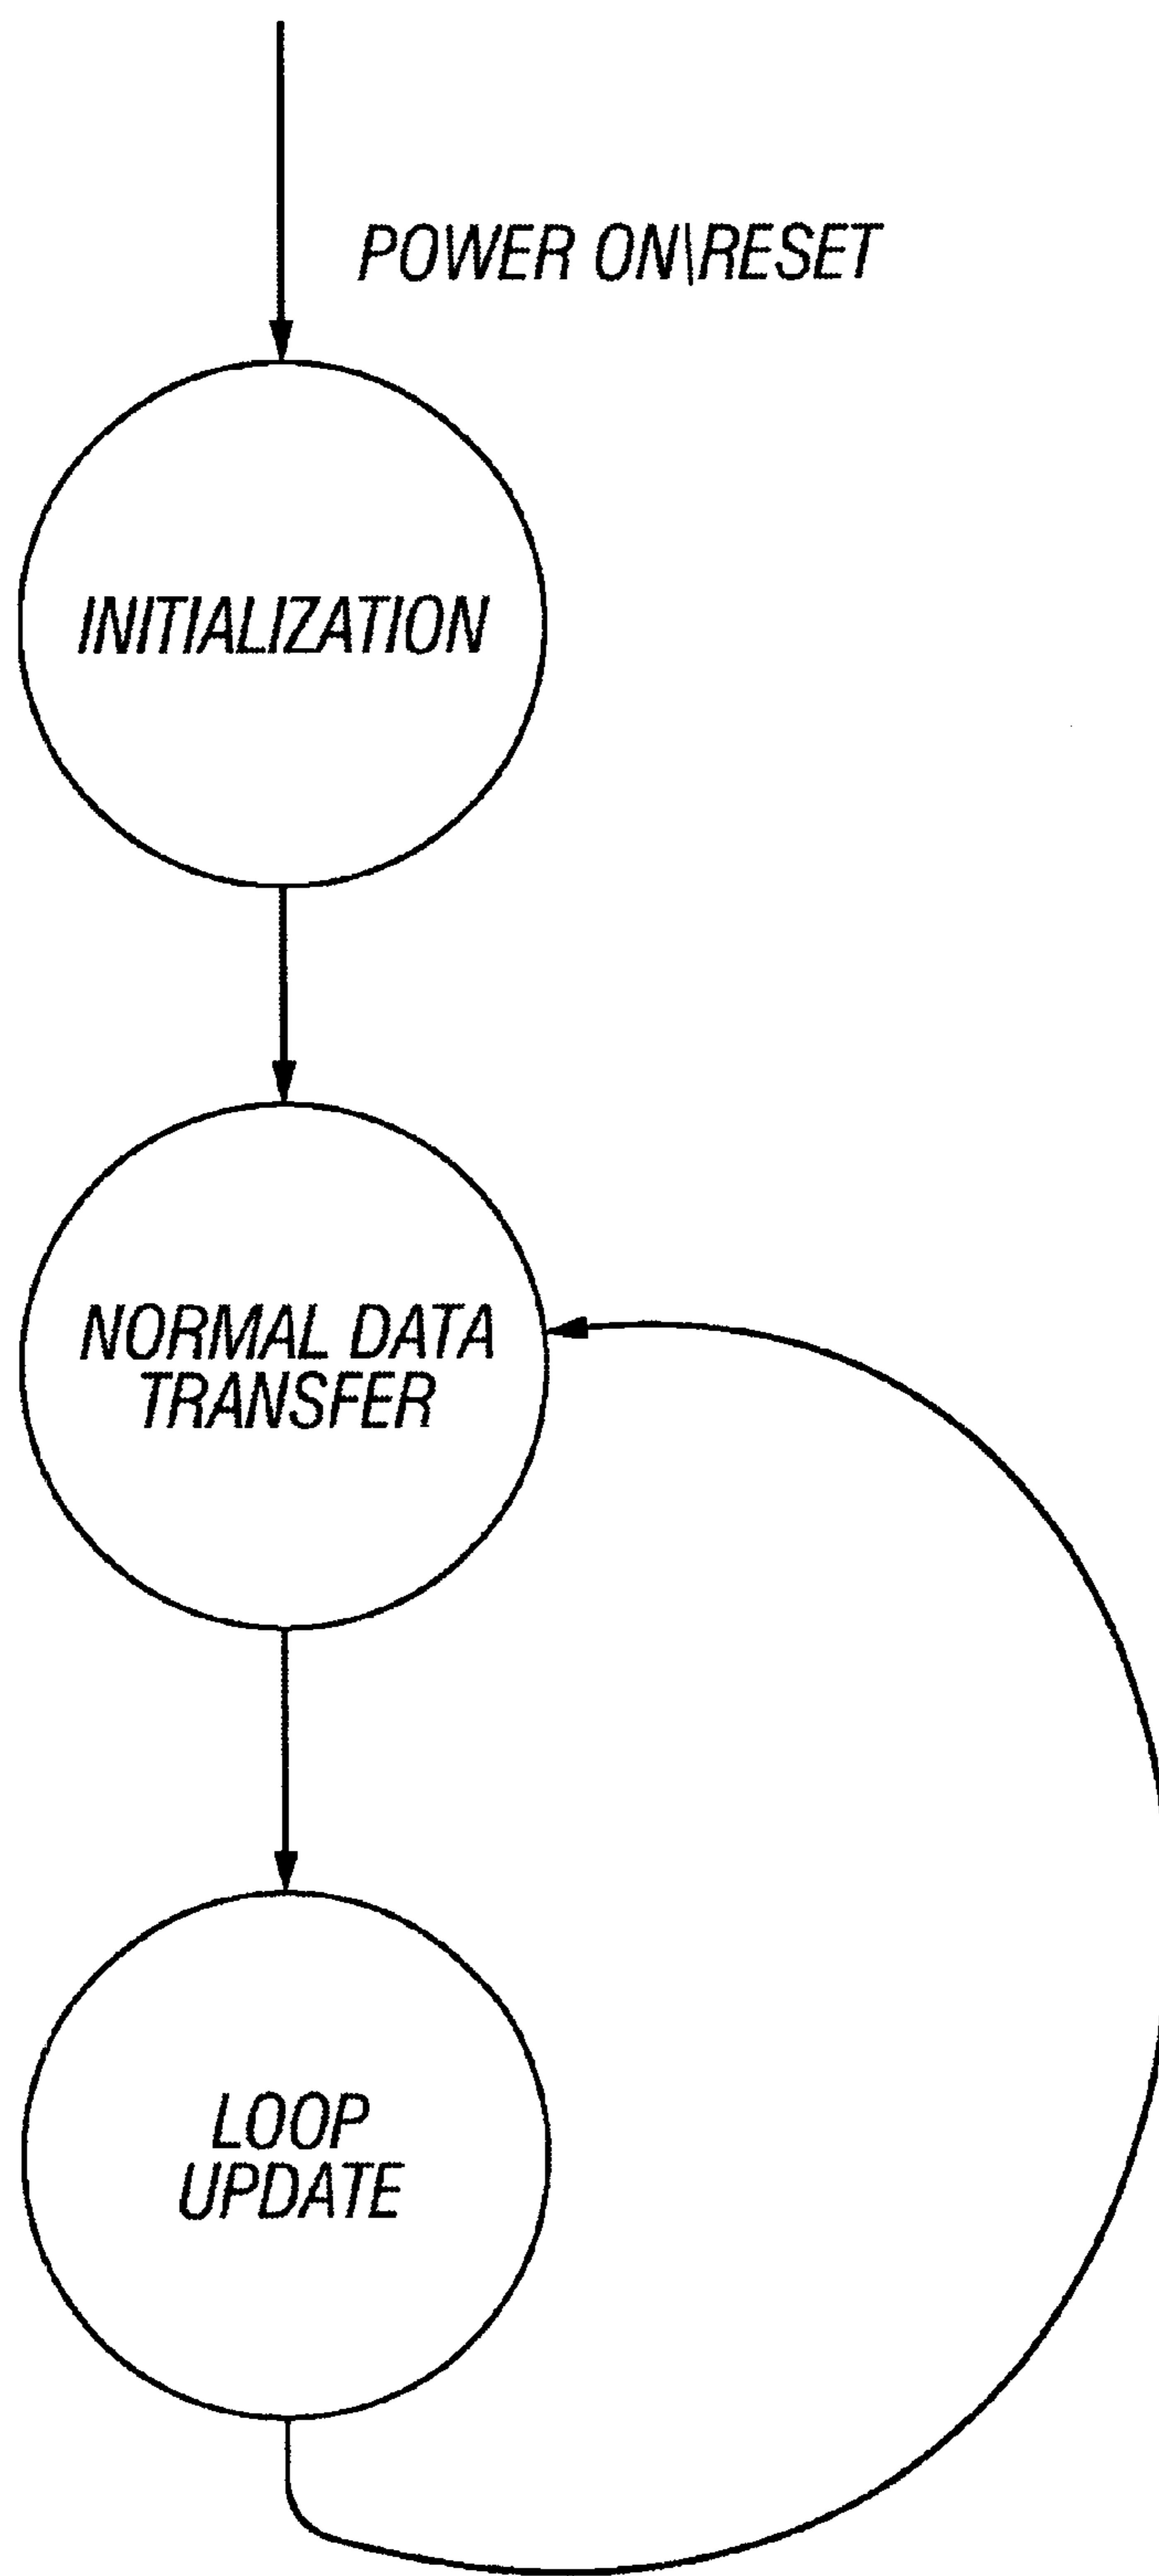 POWER ON\RESET
INITIALIZATION
NORMAL DATA
TRANSFER
LOOP
UPDATE